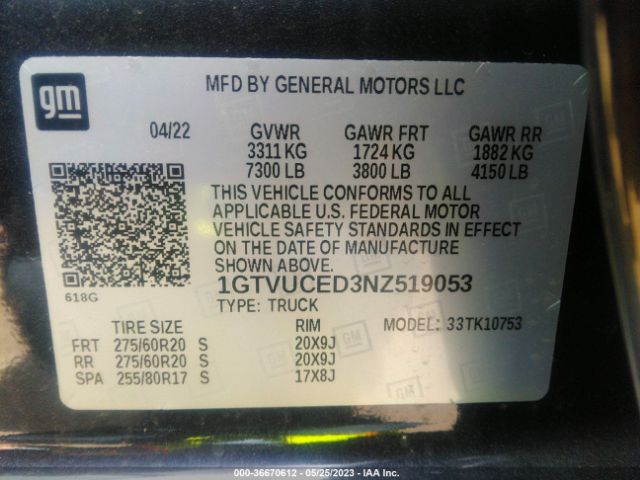 gm
MFD BY GENERAL MOTORS LLC
04/22 GVWR GAWR FRT GAWR RR
3311 KG 1724 KG 1882 KG
7300 LB 3800 LB 4150 LB
THIS VEHICLE CONFORMS TO ALL
APPLICABLE U.S. FEDERAL MOTOR
VEHICLE SAFETY STANDARDS IN EFFECT
ON THE DATE OF MANUFACTURE
SHOWN ABOVE.
618G
1GTVUCED3NZ519053
TYPE: TRUCK
TIRE SIZE RIM MODEL: 33TK10753
FRT 275/60R20 S 20X9J
RR 275/60R20 S 20X9J
SPA 255/80R17 S 17X8J
000-36670612 - 05/25/2023 - IAA Inc.